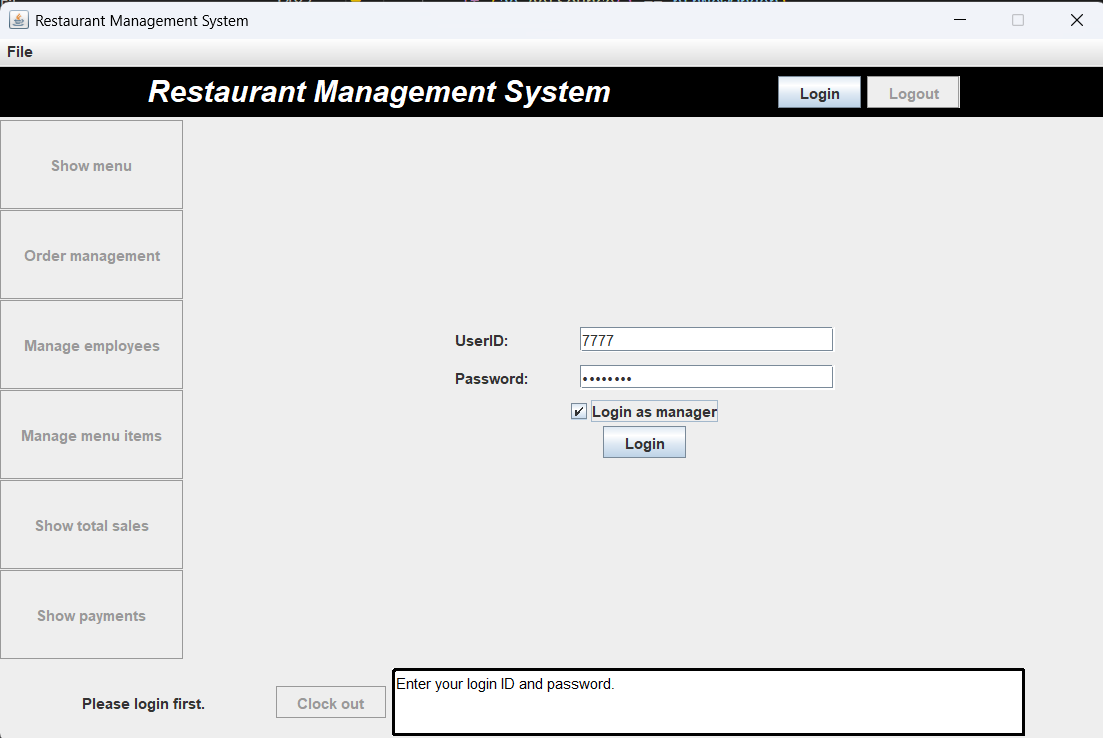 Restaurant Management System
File
Restaurant Management System
Login
Logout
Show menu
Order management
Manage employees
Manage menu items
Show total sales
Show payments
UserID:
7777
Password:
••••••••
Login as manager
Login
Please login first.
Clock out
Enter your login ID and password.